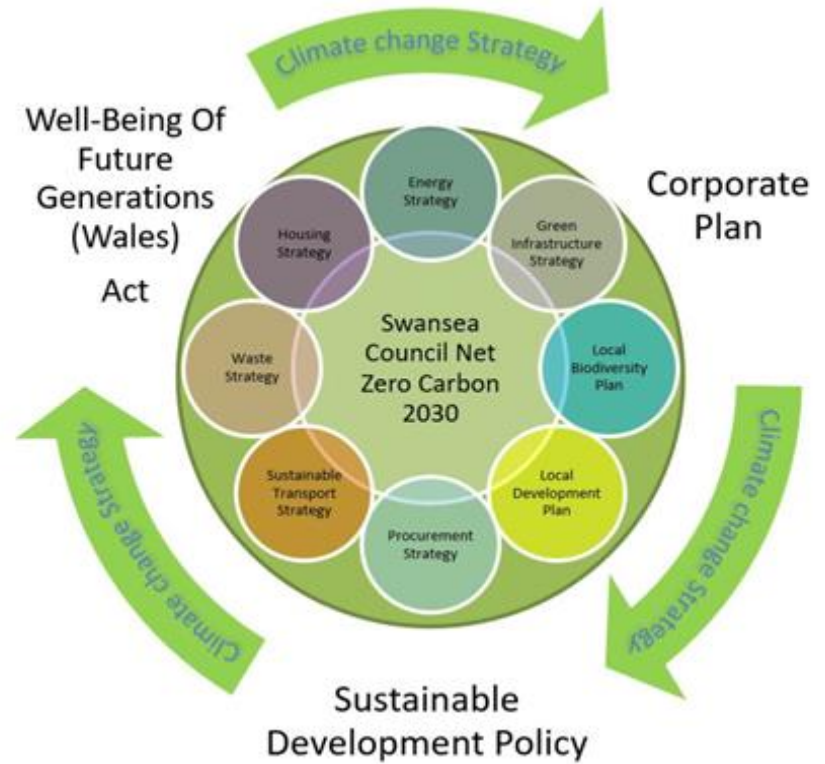 Climate change Strategy
Well-Being Of
Future
Generations
(Wales)
Act
Corporate
Plan
Energy
Strategy
Green
Infrastructure
Strategy
Housing
Strategy
Swansea
Council Net
Zero Carbon
2030
Waste
Strategy
Local
Biodiversity
Plan
Sustainable
Transport
Strategy
Local
Development
Plan
Procurement
Strategy
Climate change Strategy
Climate change Strategy
Sustainable
Development Policy